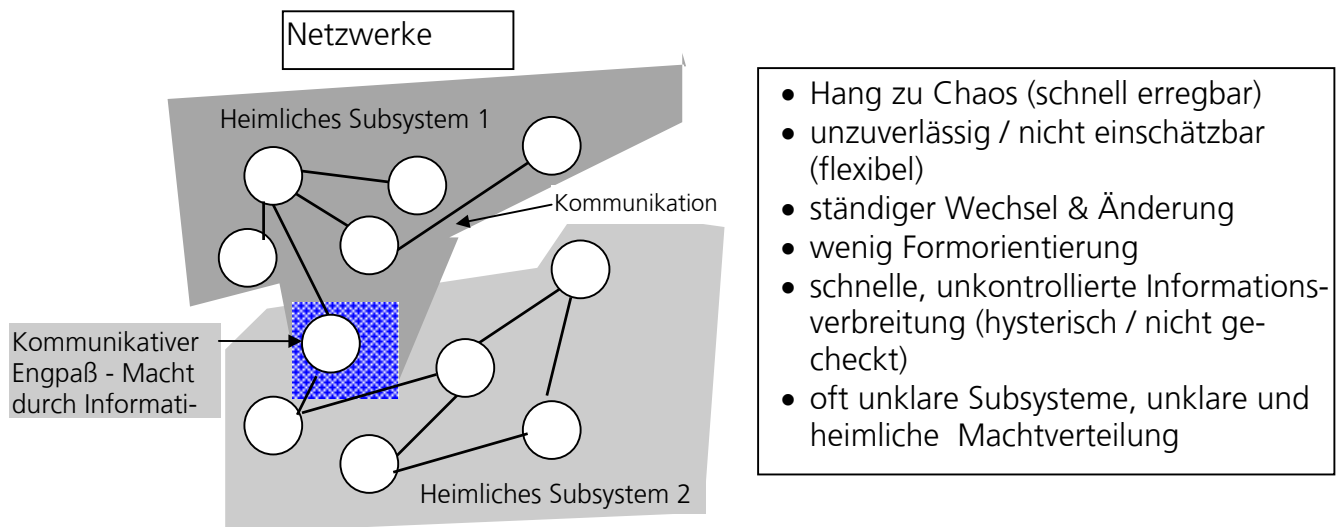 Netzwerke
Heimliches Subsystem 1
Kommunikation
Kommunikativer
Engpaß - Macht
durch Informati-
Heimliches Subsystem 2
• Hang zu Chaos (schnell erregbar)
• unzuverlässig / nicht einschätzbar
(flexibel)
• ständiger Wechsel & Änderung
• wenig Formorientierung
• schnelle, unkontrollierte Informations-
verbreitung (hysterisch / nicht ge-
checkt)
• oft unklare Subsysteme, unklare und
heimliche  Machtverteilung